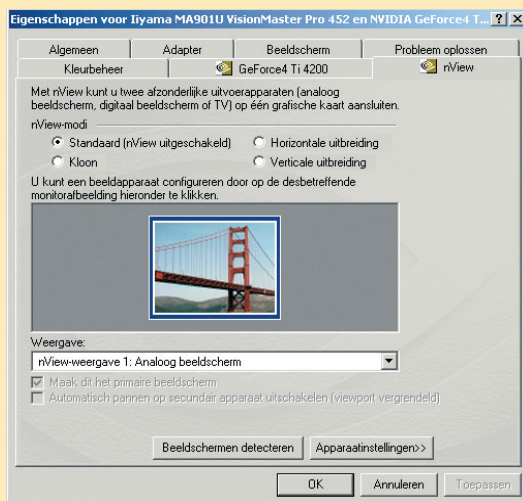 Eigenschappen voor Iiyama MA901U VisionMaster Pro 452 en NVIDIA GeForce4 T...
Algemeen
Adapter
Beeldscherm
Probleem oplossen
Kleurbeheer
GeForce4 Ti 4200
nView
Met nView kunt u twee afzonderlijke uitvoerapparaten (analoog
beeldscherm, digitaal beeldscherm of TV) op één grafische kaart aansluiten.
nView-modi
Standaard (nView uitgeschakeld)
Horizontale uitbreiding
Kloon
Verticale uitbreiding
U kunt een beeldapparaat configureren door op de desbetreffende
monitorafbeelding hieronder te klikken.
Weergave:
nView-weergave 1: Analoog beeldscherm
Maak dit het primaire beeldscherm
Automatisch pannen op secundair apparaat uitschakelen (viewport vergrendeld)
Beeldschermen detecteren
Apparaatinstellingen>>
OK
Annuleren
Toepassen